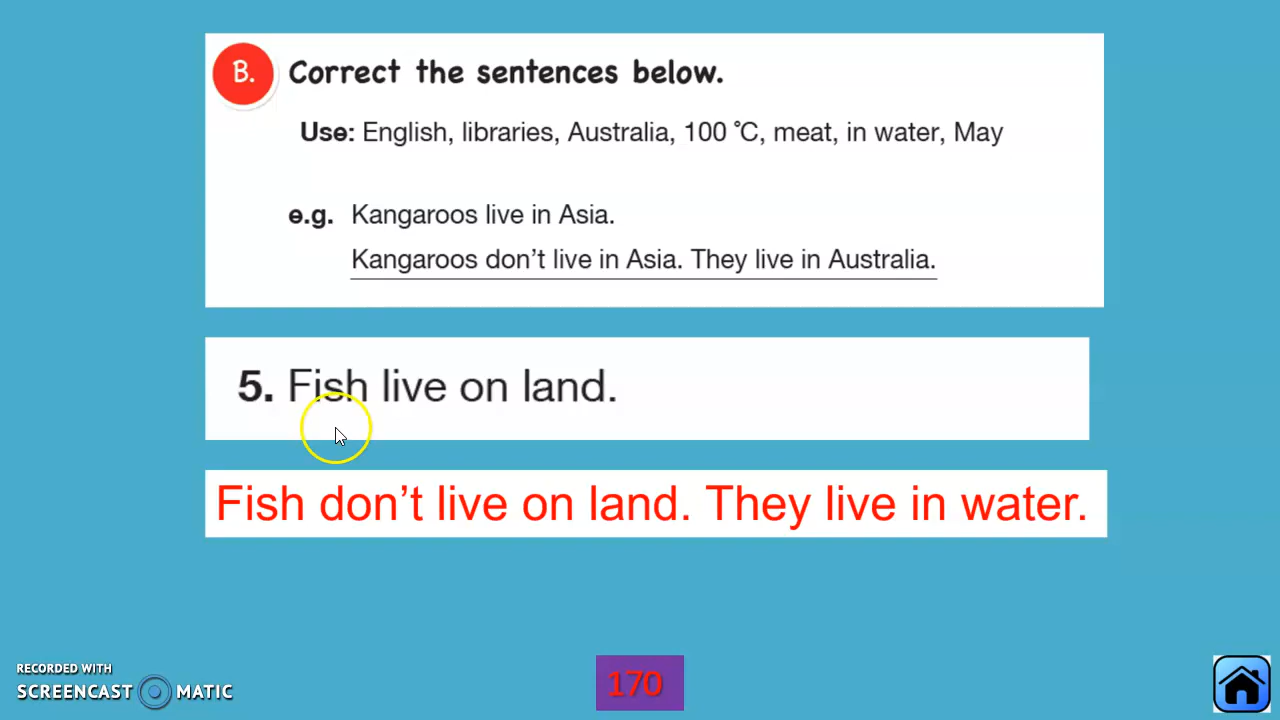 B. Correct the sentences below.
Use: English, libraries, Australia, 100 °C, meat, in water, May
e.g. Kangaroos live in Asia.
Kangaroos don’t live in Asia. They live in Australia.
5. Fish live on land.
Fish don’t live on land. They live in water.
170
RECORDED WITH
SCREENCAST MATIC